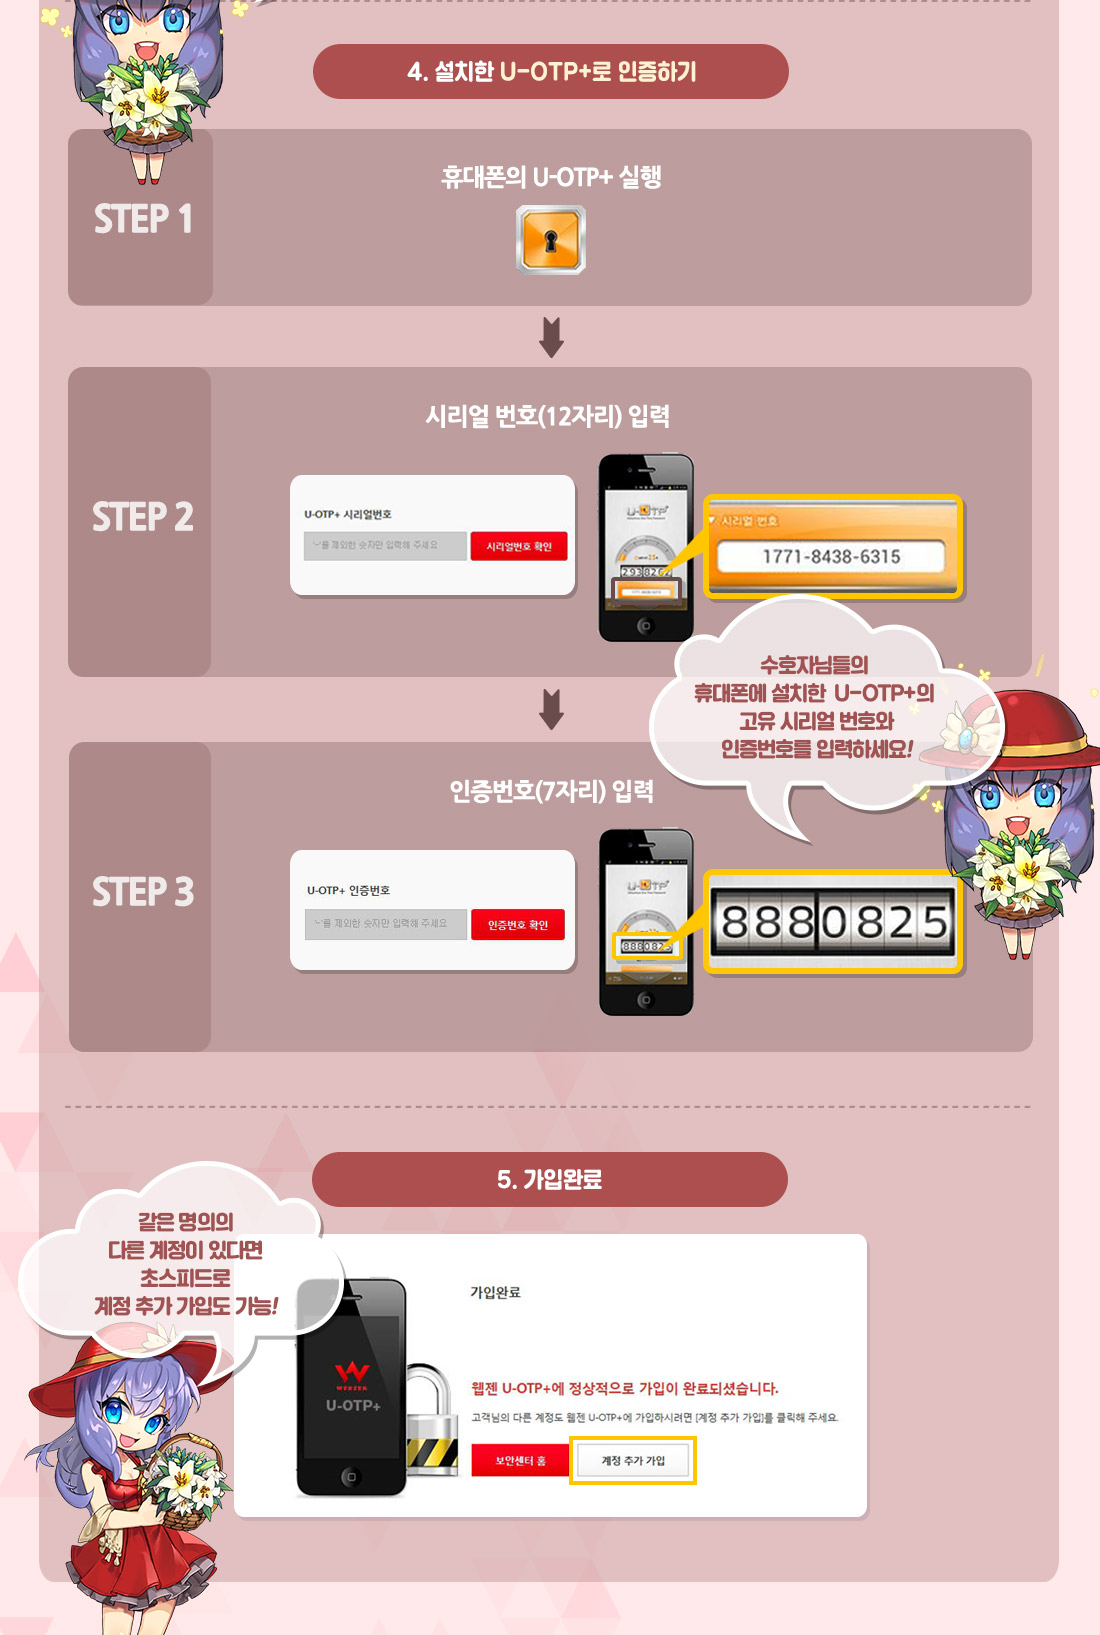 4. 설치한 U-OTP+로 인증하기
STEP 1
휴대폰의 U-OTP+ 실행
STEP 2
시리얼 번호(12자리) 입력
U-OTP+ 시리얼번호
'-'를 제외한 숫자만 입력해 주세요
시리얼번호 확인
U-OTP+
시리얼 번호
1771-8438-6315
수호자님들의
휴대폰에 설치한 U-OTP+의
고유 시리얼 번호와
인증번호를 입력하세요!
STEP 3
인증번호(7자리) 입력
U-OTP+ 인증번호
'-'를 제외한 숫자만 입력해 주세요
인증번호 확인
U-OTP+
8880825
8880825
5. 가입완료
같은 명의의
다른 계정이 있다면
초스피드로
계정 추가 가입도 가능!
가입완료
WEBZEN
U-OTP+
웹젠 U-OTP+에 정상적으로 가입이 완료되셨습니다.
고객님의 다른 계정도 웹젠 U-OTP+에 가입하시려면 [계정 추가 가입]를 클릭해 주세요.
보안센터 홈
계정 추가 가입